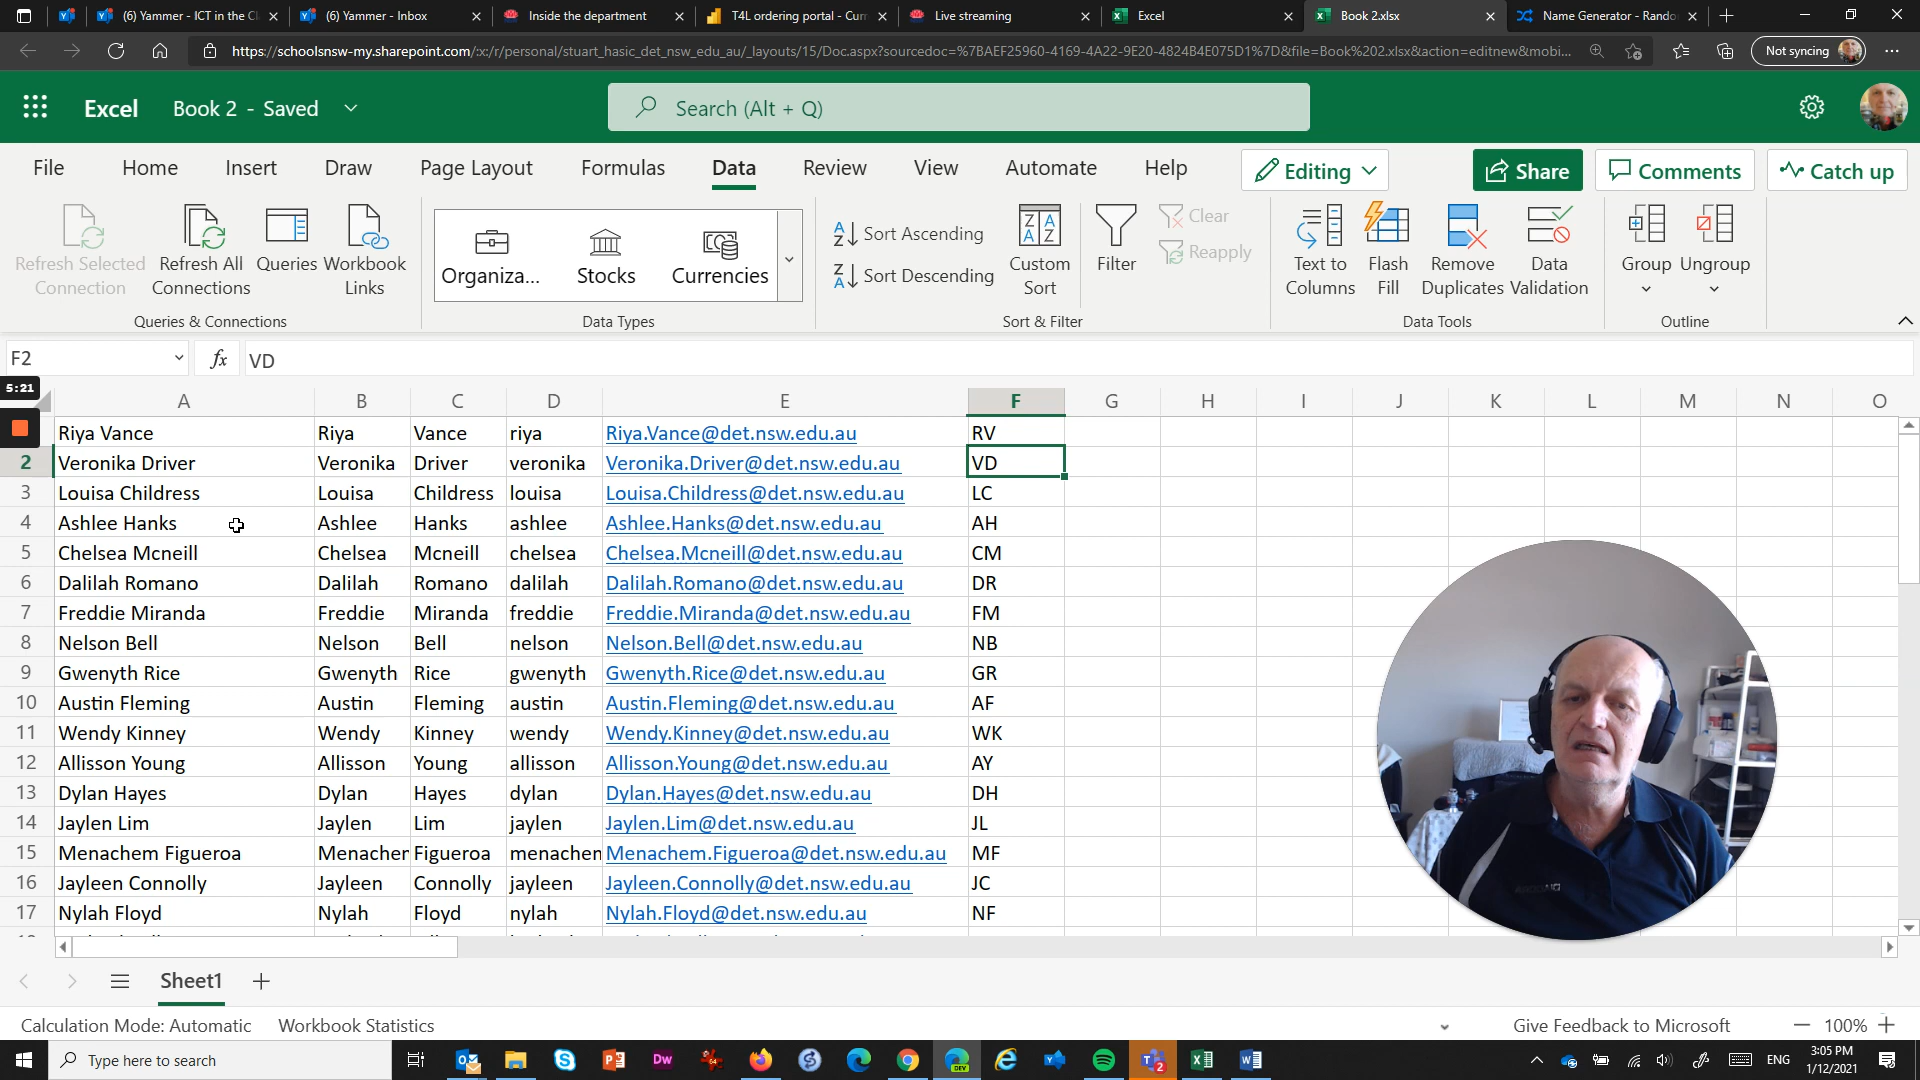 (6) Yammer - ICT in the Cl
(6) Yammer - Inbox
Inside the department
T4L ordering portal - Curr
Live streaming
Excel
Book 2.xlsx
Name Generator - Rando
https://schoolsnsw-my.sharepoint.com/:x:/r/personal/stuart_hasic_det_nsw_edu_au/_layouts/15/Doc.aspx?sourcedoc=%7BAEF25960-4169-4A22-9E20-4824B4E075D1%7D&file=Book%202.xlsx&action=editnew&mobi...
Not syncing
Excel Book 2 - Saved
Search (Alt + Q)
File Home Insert Draw Page Layout Formulas Data Review View Automate Help
Editing
Share
Comments
Catch up
Refresh Selected Connection
Refresh All Connections
Queries
Workbook Links
Queries & Connections
Organiza...
Stocks
Currencies
Data Types
Sort Ascending
Sort Descending
Custom Sort
Filter
Clear
Reapply
Sort & Filter
Text to Columns
Flash Fill
Remove Duplicates
Data Validation
Data Tools
Group
Ungroup
Outline
F2
fx
VD
5:21
A B C D E F G H I J K L M N O
Riya Vance Riya Vance riya Riya.Vance@det.nsw.edu.au RV
2 Veronika Driver Veronika Driver veronika Veronika.Driver@det.nsw.edu.au VD
3 Louisa Childress Louisa Childress louisa Louisa.Childress@det.nsw.edu.au LC
4 Ashlee Hanks Ashlee Hanks ashlee Ashlee.Hanks@det.nsw.edu.au AH
5 Chelsea Mcneill Chelsea Mcneill chelsea Chelsea.Mcneill@det.nsw.edu.au CM
6 Dalilah Romano Dalilah Romano dalilah Dalilah.Romano@det.nsw.edu.au DR
7 Freddie Miranda Freddie Miranda freddie Freddie.Miranda@det.nsw.edu.au FM
8 Nelson Bell Nelson Bell nelson Nelson.Bell@det.nsw.edu.au NB
9 Gwenyth Rice Gwenyth Rice gwenyth Gwenyth.Rice@det.nsw.edu.au GR
10 Austin Fleming Austin Fleming austin Austin.Fleming@det.nsw.edu.au AF
11 Wendy Kinney Wendy Kinney wendy Wendy.Kinney@det.nsw.edu.au WK
12 Allisson Young Allisson Young allisson Allisson.Young@det.nsw.edu.au AY
13 Dylan Hayes Dylan Hayes dylan Dylan.Hayes@det.nsw.edu.au DH
14 Jaylen Lim Jaylen Lim jaylen Jaylen.Lim@det.nsw.edu.au JL
15 Menachem Figueroa Menachem Figueroa menachem Menachem.Figueroa@det.nsw.edu.au MF
16 Jayleen Connolly Jayleen Connolly jayleen Jayleen.Connolly@det.nsw.edu.au JC
17 Nylah Floyd Nylah Floyd nylah Nylah.Floyd@det.nsw.edu.au NF
Sheet1
Calculation Mode: Automatic Workbook Statistics
Give Feedback to Microsoft
100%
Type here to search
ENG
3:05 PM
1/12/2021